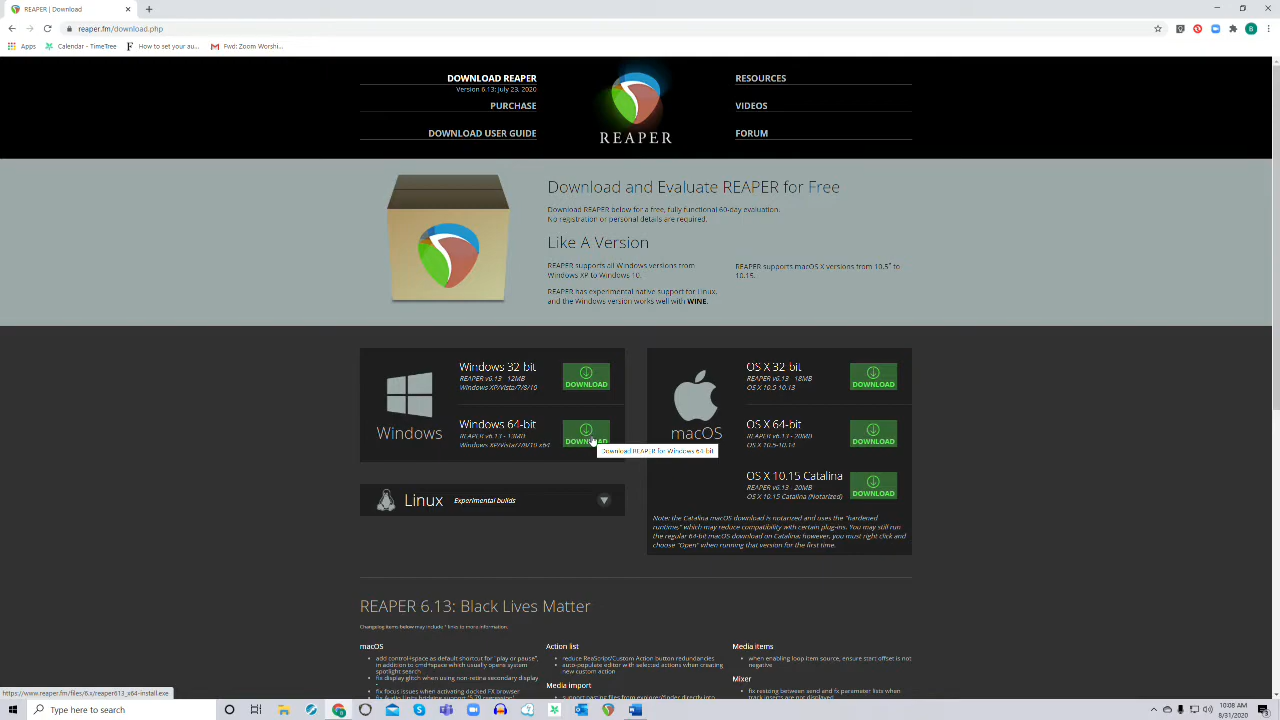 REAPER | Download
reaper.fm/download.php
Apps
Calendar - TimeTree
How to set your au...
Fwd: Zoom Worshi...
DOWNLOAD REAPER
Version 6.13: July 23, 2020
PURCHASE
DOWNLOAD USER GUIDE
REAPER
RESOURCES
VIDEOS
FORUM
Download and Evaluate REAPER for Free
Download REAPER below for a free, fully functional 60-day evaluation.
No registration or personal details are required.
Like A Version
REAPER supports all Windows versions from
Windows XP to Windows 10.
REAPER has experimental native support for Linux,
and the Windows version works well with WINE.
REAPER supports macOS X versions from 10.5* to
10.15.
Windows
Windows 32-bit
REAPER v6.13 - 12MB
Windows XP/Vista/7/8/10
DOWNLOAD
Windows 64-bit
REAPER v6.13 - 13MB
Windows XP/Vista/7/8/10 x64
DOWNLOAD
Download REAPER for Windows 64-bit
Linux
Experimental builds
macOS
OS X 32-bit
REAPER v6.13 - 18MB
OS X 10.5-10.13
DOWNLOAD
OS X 64-bit
REAPER v6.13 - 20MB
OS X 10.5-10.14
DOWNLOAD
OS X 10.15 Catalina
REAPER v6.13 - 20MB
OS X 10.15 Catalina (Notarized)
DOWNLOAD
Note: the Catalina macOS download is notarized and uses the "hardened
runtime," which may reduce compatibility with certain plug-ins. You may still run
the regular 64-bit macOS download on Catalina; however, you must right click and
choose "Open" when running that version for the first time.
REAPER 6.13: Black Lives Matter
Changelog items below may include * links to more information.
macOS
add control+space as default shortcut for "play or pause",
in addition to cmd+space which usually opens system
spotlight search
fix display glitch when using non-retina secondary display
fix focus issues when activating docked FX browser
Action list
reduce ReaScript/Custom Action button redundancies
auto-populate editor with selected actions when creating
new custom action
Media import
support pasting files from explorer/finder directly into
Media items
when enabling loop item source, ensure start offset is not
negative
Mixer
fix resizing between send and fx parameter lists when
https://www.reaper.fm/files/6.x/reaper613_x64-install.exe
Type here to search
10:08 AM
8/31/2020